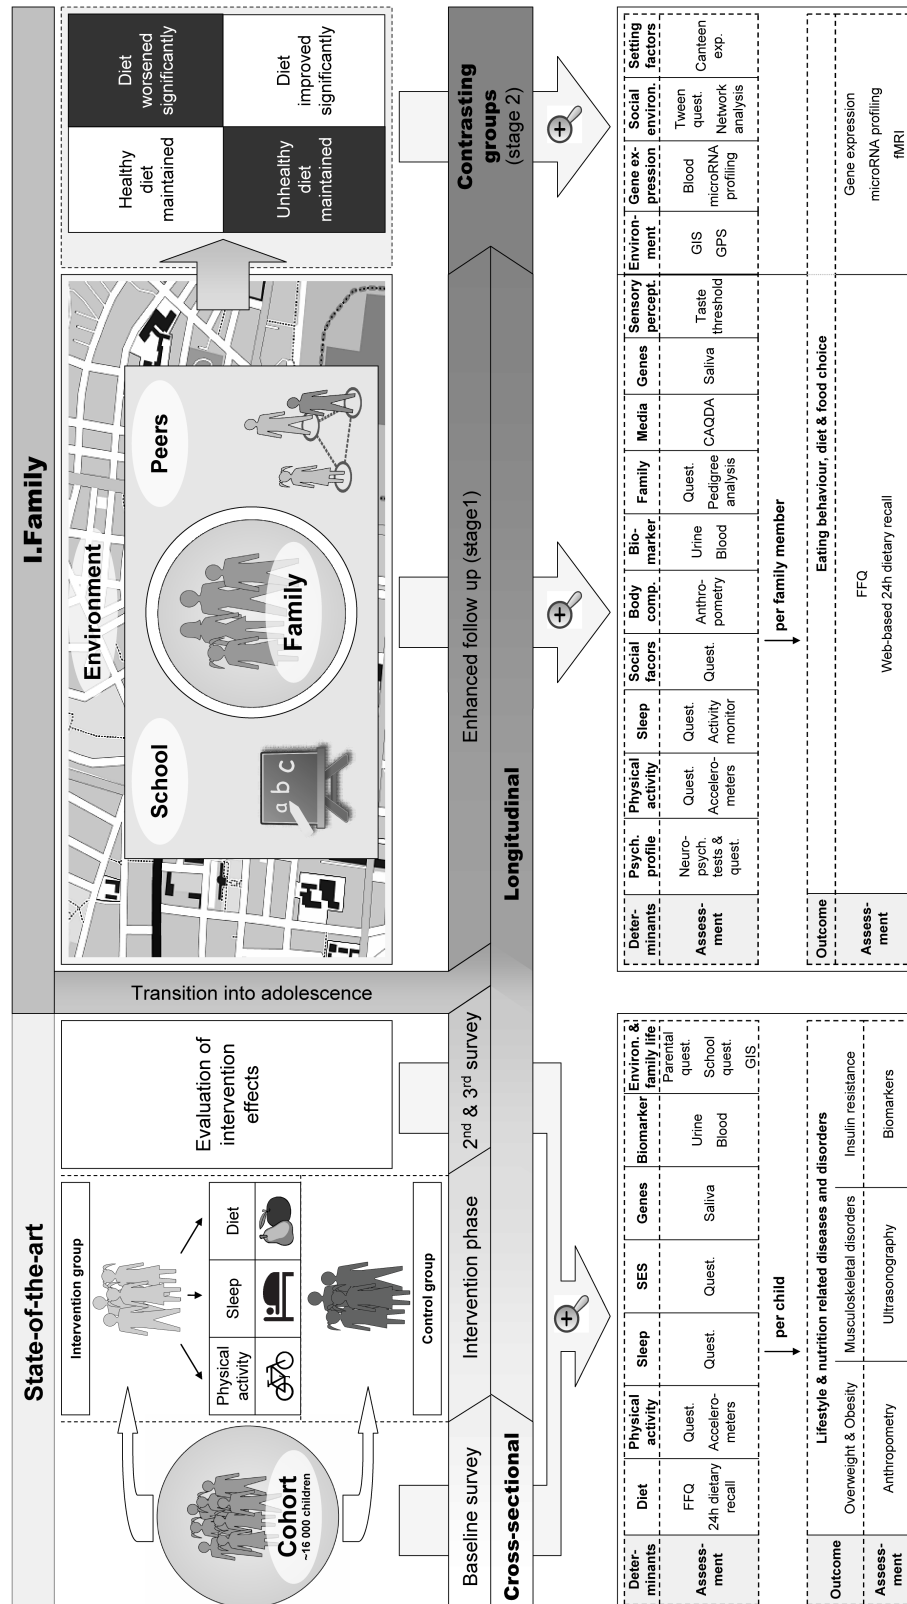 State-of-the-art
I.Family
Cohort
~16 000 children
Intervention group
Physical
activity
Sleep
Diet
Control group
Evaluation of
intervention
effects
Transition into adolescence
Environment
School
Family
Peers
a b c
Healthy
diet
maintained
Diet
worsened
significantly
Unhealthy
diet
maintained
Diet
improved
significantly
Baseline survey
Intervention phase
2nd & 3rd survey
Enhanced follow up (stage1)
Contrasting
groups
(stage 2)
Cross-sectional
Longitudinal
Deter-
minants
Diet
Physical
activity
Sleep
SES
Genes
Biomarker
Environ. &
family life
Assess-
ment
FFQ
24h dietary
recall
Quest.
Accelero-
meters
Quest.
Quest.
Saliva
Urine
Blood
Parental
quest.
School
quest.
GIS
per child
Outcome
Lifestyle & nutrition related diseases and disorders
Overweight & Obesity
Musculoskeletal disorders
Insulin resistance
Assess-
ment
Anthropometry
Ultrasonography
Biomarkers
Deter-
minants
Psych.
profile
Physical
activity
Sleep
Social
facors
Body
comp.
Bio-
marker
Family
Media
Genes
Sensory
percept.
Environ-
ment
Gene ex-
pression
Social
environ.
Setting
factors
Assess-
ment
Neuro-
psych.
tests &
quest.
Quest.
Accelero-
meters
Quest.
Activity
monitor
Quest.
Anthro-
pometry
Urine
Blood
Quest.
Pedigree
analysis
CAQDA
Saliva
Taste
threshold
GIS
GPS
Blood
microRNA
profiling
Tween
quest.
Network
analysis
Canteen
exp.
per family member
Outcome
Eating behaviour, diet & food choice
Assess-
ment
FFQ
Web-based 24h dietary recall
Gene expression
microRNA profiling
fMRI